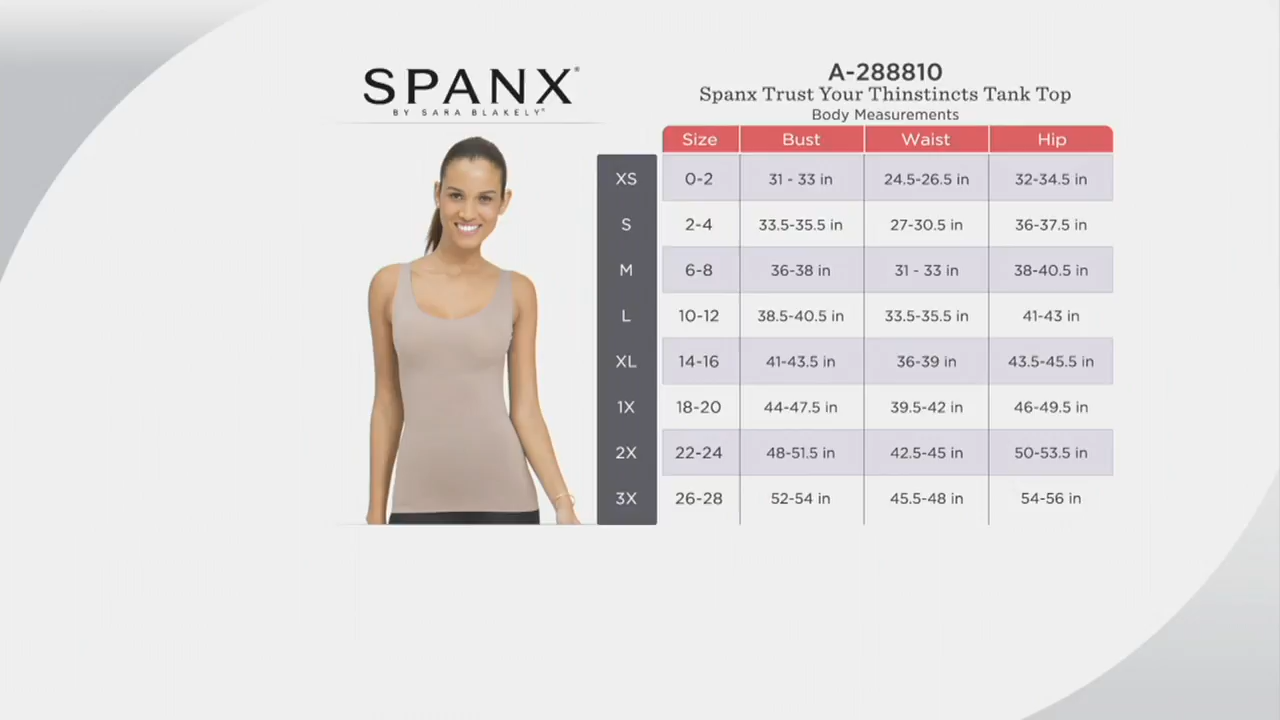 SPANX®
BY SARA BLAKELY®
A-288810
Spanx Trust Your Thinstincts Tank Top
Body Measurements
Size Bust Waist Hip
XS 0-2 31 - 33 in 24.5-26.5 in 32-34.5 in
S 2-4 33.5-35.5 in 27-30.5 in 36-37.5 in
M 6-8 36-38 in 31 - 33 in 38-40.5 in
L 10-12 38.5-40.5 in 33.5-35.5 in 41-43 in
XL 14-16 41-43.5 in 36-39 in 43.5-45.5 in
1X 18-20 44-47.5 in 39.5-42 in 46-49.5 in
2X 22-24 48-51.5 in 42.5-45 in 50-53.5 in
3X 26-28 52-54 in 45.5-48 in 54-56 in